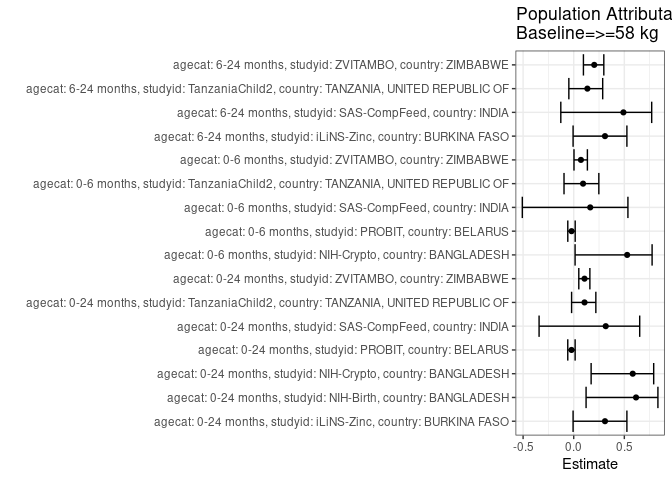 Population Attributa
Baseline=>=58 kg
agecat: 6-24 months, studyid: ZVITAMBO, country: ZIMBABWE
agecat: 6-24 months, studyid: TanzaniaChild2, country: TANZANIA, UNITED REPUBLIC OF
agecat: 6-24 months, studyid: SAS-CompFeed, country: INDIA
agecat: 6-24 months, studyid: iLiNS-Zinc, country: BURKINA FASO
agecat: 0-6 months, studyid: ZVITAMBO, country: ZIMBABWE
agecat: 0-6 months, studyid: TanzaniaChild2, country: TANZANIA, UNITED REPUBLIC OF
agecat: 0-6 months, studyid: SAS-CompFeed, country: INDIA
agecat: 0-6 months, studyid: PROBIT, country: BELARUS
agecat: 0-6 months, studyid: NIH-Crypto, country: BANGLADESH
agecat: 0-24 months, studyid: ZVITAMBO, country: ZIMBABWE
agecat: 0-24 months, studyid: TanzaniaChild2, country: TANZANIA, UNITED REPUBLIC OF
agecat: 0-24 months, studyid: SAS-CompFeed, country: INDIA
agecat: 0-24 months, studyid: PROBIT, country: BELARUS
agecat: 0-24 months, studyid: NIH-Crypto, country: BANGLADESH
agecat: 0-24 months, studyid: NIH-Birth, country: BANGLADESH
agecat: 0-24 months, studyid: iLiNS-Zinc, country: BURKINA FASO
-0.5 0.0 0.5
Estimate